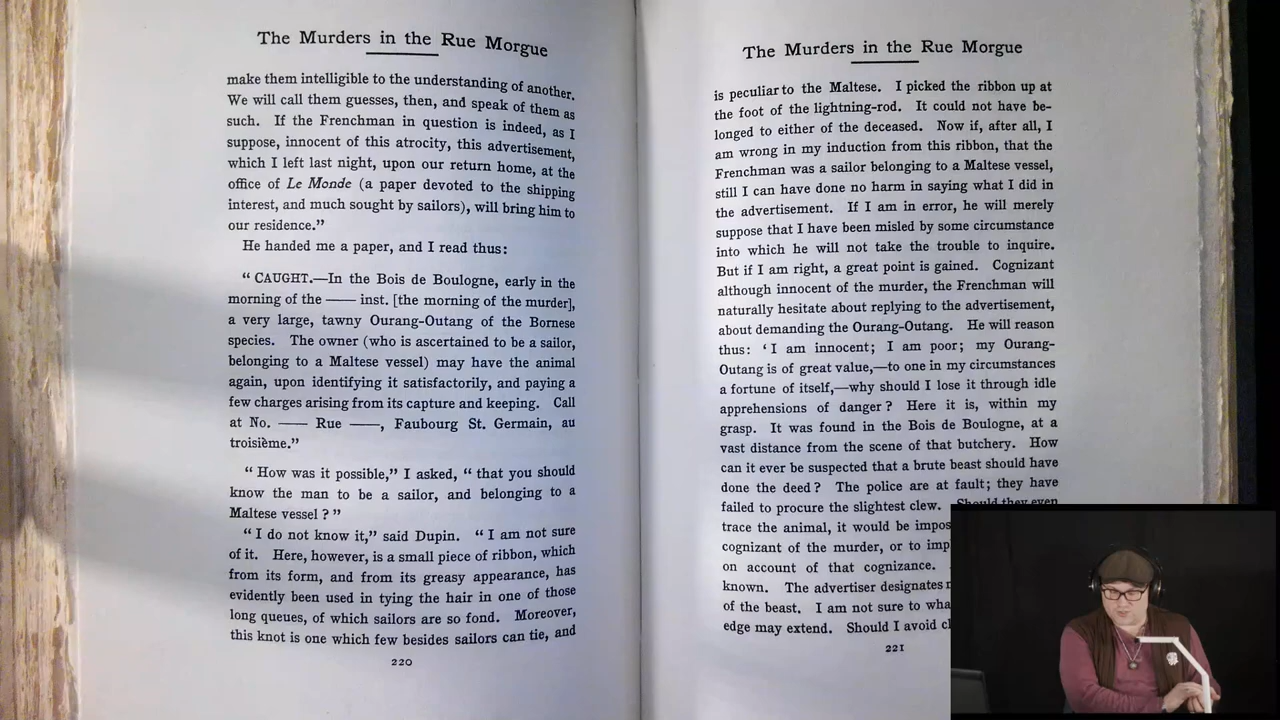 The Murders in the Rue Morgue
make them intelligible to the understanding of another.
We will call them guesses, then, and speak of them as
such. If the Frenchman in question is indeed, as I
suppose, innocent of this atrocity, this advertisement,
which I left last night, upon our return home, at the
office of Le Monde (a paper devoted to the shipping
interest, and much sought by sailors), will bring him to
our residence.”
He handed me a paper, and I read thus:
“ CAUGHT.—In the Bois de Boulogne, early in the
morning of the —— inst. [the morning of the murder],
a very large, tawny Ourang-Outang of the Bornese
species. The owner (who is ascertained to be a sailor,
belonging to a Maltese vessel) may have the animal
again, upon identifying it satisfactorily, and paying a
few charges arising from its capture and keeping. Call
at No. —— Rue ——, Faubourg St. Germain, au
troisième.”
“ How was it possible,” I asked, “ that you should
know the man to be a sailor, and belonging to a
Maltese vessel ? ”
“ I do not know it,” said Dupin. “ I am not sure
of it. Here, however, is a small piece of ribbon, which
from its form, and from its greasy appearance, has
evidently been used in tying the hair in one of those
long queues, of which sailors are so fond. Moreover,
this knot is one which few besides sailors can tie, and
220
The Murders in the Rue Morgue
is peculiar to the Maltese. I picked the ribbon up at
the foot of the lightning-rod. It could not have be-
longed to either of the deceased. Now if, after all, I
am wrong in my induction from this ribbon, that the
Frenchman was a sailor belonging to a Maltese vessel,
still I can have done no harm in saying what I did in
the advertisement. If I am in error, he will merely
suppose that I have been misled by some circumstance
into which he will not take the trouble to inquire.
But if I am right, a great point is gained. Cognizant
although innocent of the murder, the Frenchman will
naturally hesitate about replying to the advertisement,
about demanding the Ourang-Outang. He will reason
thus: ‘ I am innocent; I am poor; my Ourang-
Outang is of great value,—to one in my circumstances
a fortune of itself,—why should I lose it through idle
apprehensions of danger ? Here it is, within my
grasp. It was found in the Bois de Boulogne, at a
vast distance from the scene of that butchery. How
can it ever be suspected that a brute beast should have
done the deed ? The police are at fault; they have
failed to procure the slightest clew. Should they even
trace the animal, it would be
cognizant of the murder, or to
on account of that cognizance.
known. The advertiser designates
of the beast. I am not sure to
edge may extend. Should I avoid
221